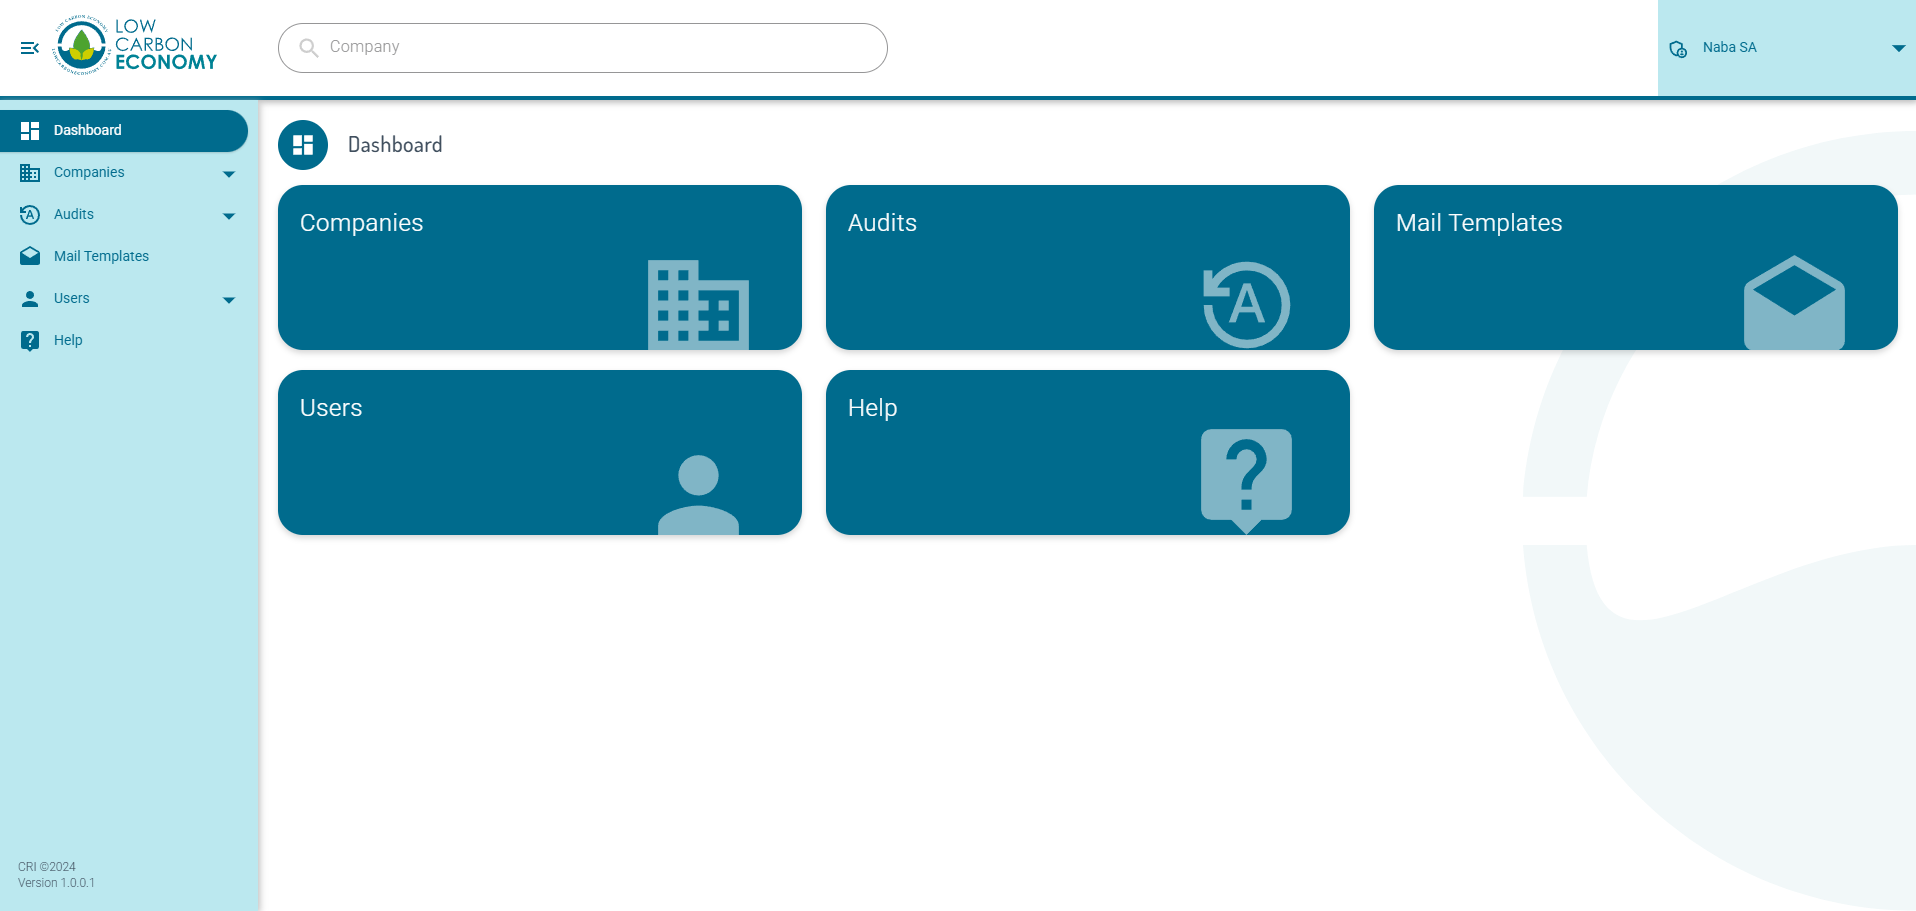 LOW
CARBON
ECONOMY
Company
Naba SA
Dashboard
Companies
Audits
Mail Templates
Users
Help
CRI ©2024
Version 1.0.0.1
Dashboard
Companies
Audits
Mail Templates
Users
Help